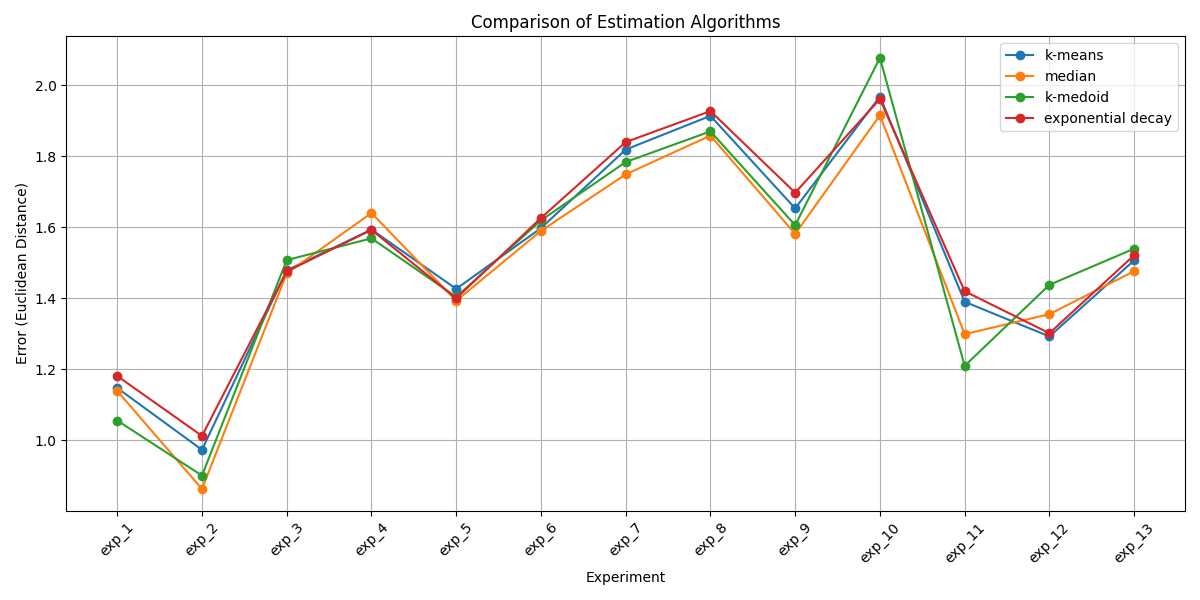 Comparison of Estimation Algorithms
k-means
median
k-medoid
exponential decay
Error (Euclidean Distance)
2.0
1.8
1.6
1.4
1.2
1.0
exp_1
exp_2
exp_3
exp_4
exp_5
exp_6
exp_7
exp_8
exp_9
exp_10
exp_11
exp_12
exp_13
Experiment